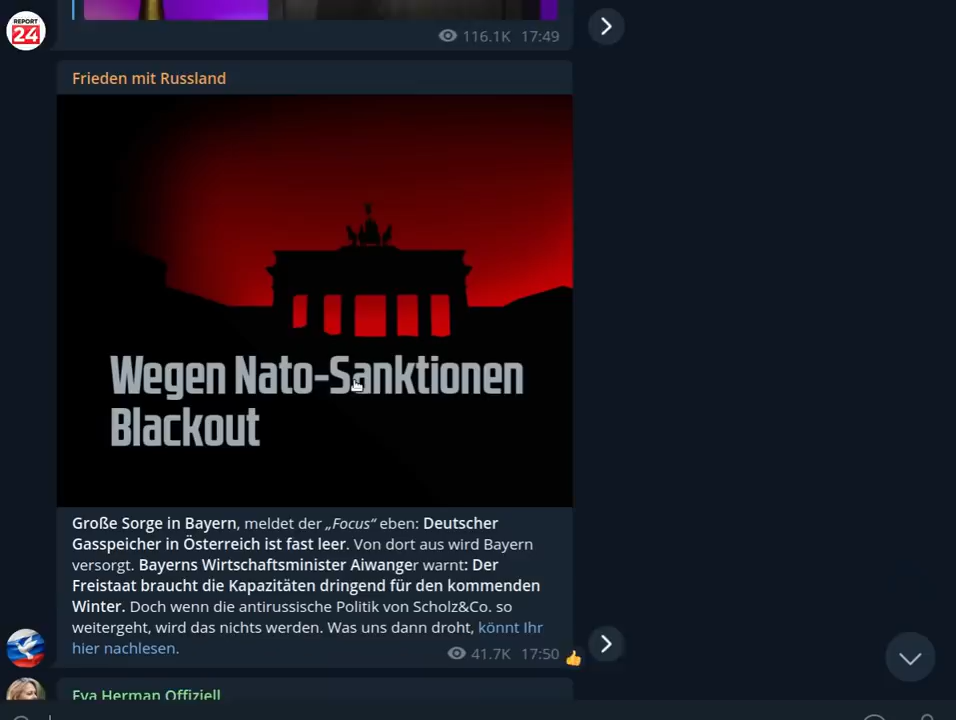 REPORT
24
116.1K 17:49
Frieden mit Russland
Wegen Nato-Sanktionen
Blackout
Große Sorge in Bayern, meldet der „Focus“ eben: Deutscher
Gasspeicher in Österreich ist fast leer. Von dort aus wird Bayern
versorgt. Bayerns Wirtschaftsminister Aiwanger warnt: Der
Freistaat braucht die Kapazitäten dringend für den kommenden
Winter. Doch wenn die antirussische Politik von Scholz&Co. so
weitergeht, wird das nichts werden. Was uns dann droht, könnt Ihr
hier nachlesen.
41.7K 17:50
Eva Herman Offiziell